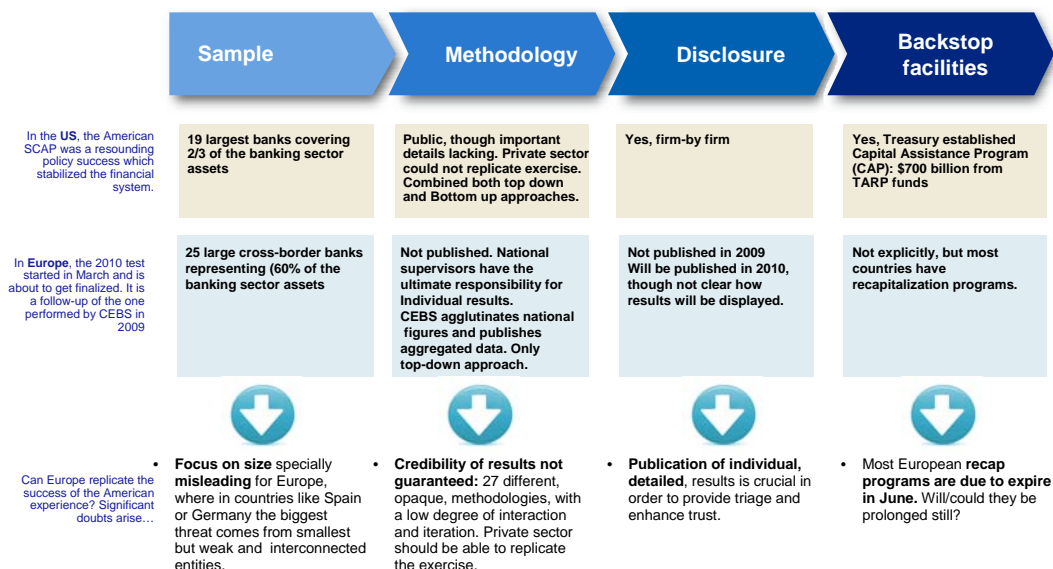 Sample
Methodology
Disclosure
Backstop
facilities
In the US, the American
SCAP was a resounding
policy success which
stabilized the financial
system.
19 largest banks covering
2/3 of the banking sector
assets
Public, though important
details lacking. Private sector
could not replicate exercise.
Combined both top down
and Bottom up approaches.
Yes, firm-by firm
Yes, Treasury established
Capital Assistance Program
(CAP): $700 billion from
TARP funds
In Europe, the 2010 test
started in March and is
about to get finalized. It is
a follow-up of the one
performed by CEBS in
2009
25 large cross-border banks
representing (60% of the
banking sector assets
Not published. National
supervisors have the
ultimate responsibility for
Individual results.
CEBS agglutinates national
figures and publishes
aggregated data. Only
top-down approach.
Not published in 2009
Will be published in 2010,
though not clear how
results will be displayed.
Not explicitly, but most
countries have
recapitalization programs.
Can Europe replicate the
success of the American
experience? Significant
doubts arise…
• Focus on size specially
misleading for Europe,
where in countries like Spain
or Germany the biggest
threat comes from smallest
but weak and interconnected
entities.
• Credibility of results not
guaranteed: 27 different,
opaque, methodologies, with
a low degree of interaction
and iteration. Private sector
should be able to replicate
the exercise.
• Publication of individual,
detailed, results is crucial in
order to provide triage and
enhance trust.
• Most European recap
programs are due to expire
in June. Will/could they be
prolonged still?